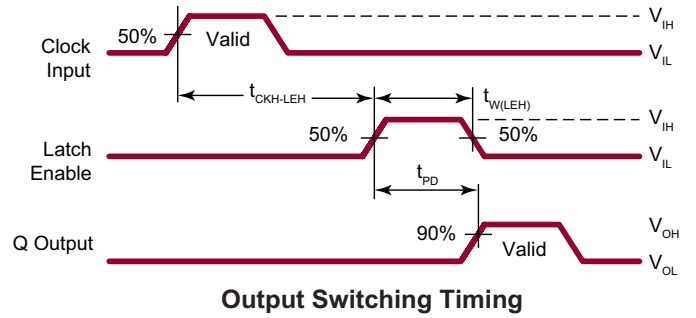 V_IH
50%
Valid
Clock
Input
V_IL
t_CKH-LEH
t_W(LEH)
V_IH
50%
50%
Latch
Enable
V_IL
t_PD
90%
Q Output
Valid
V_OH
V_OL
Output Switching Timing